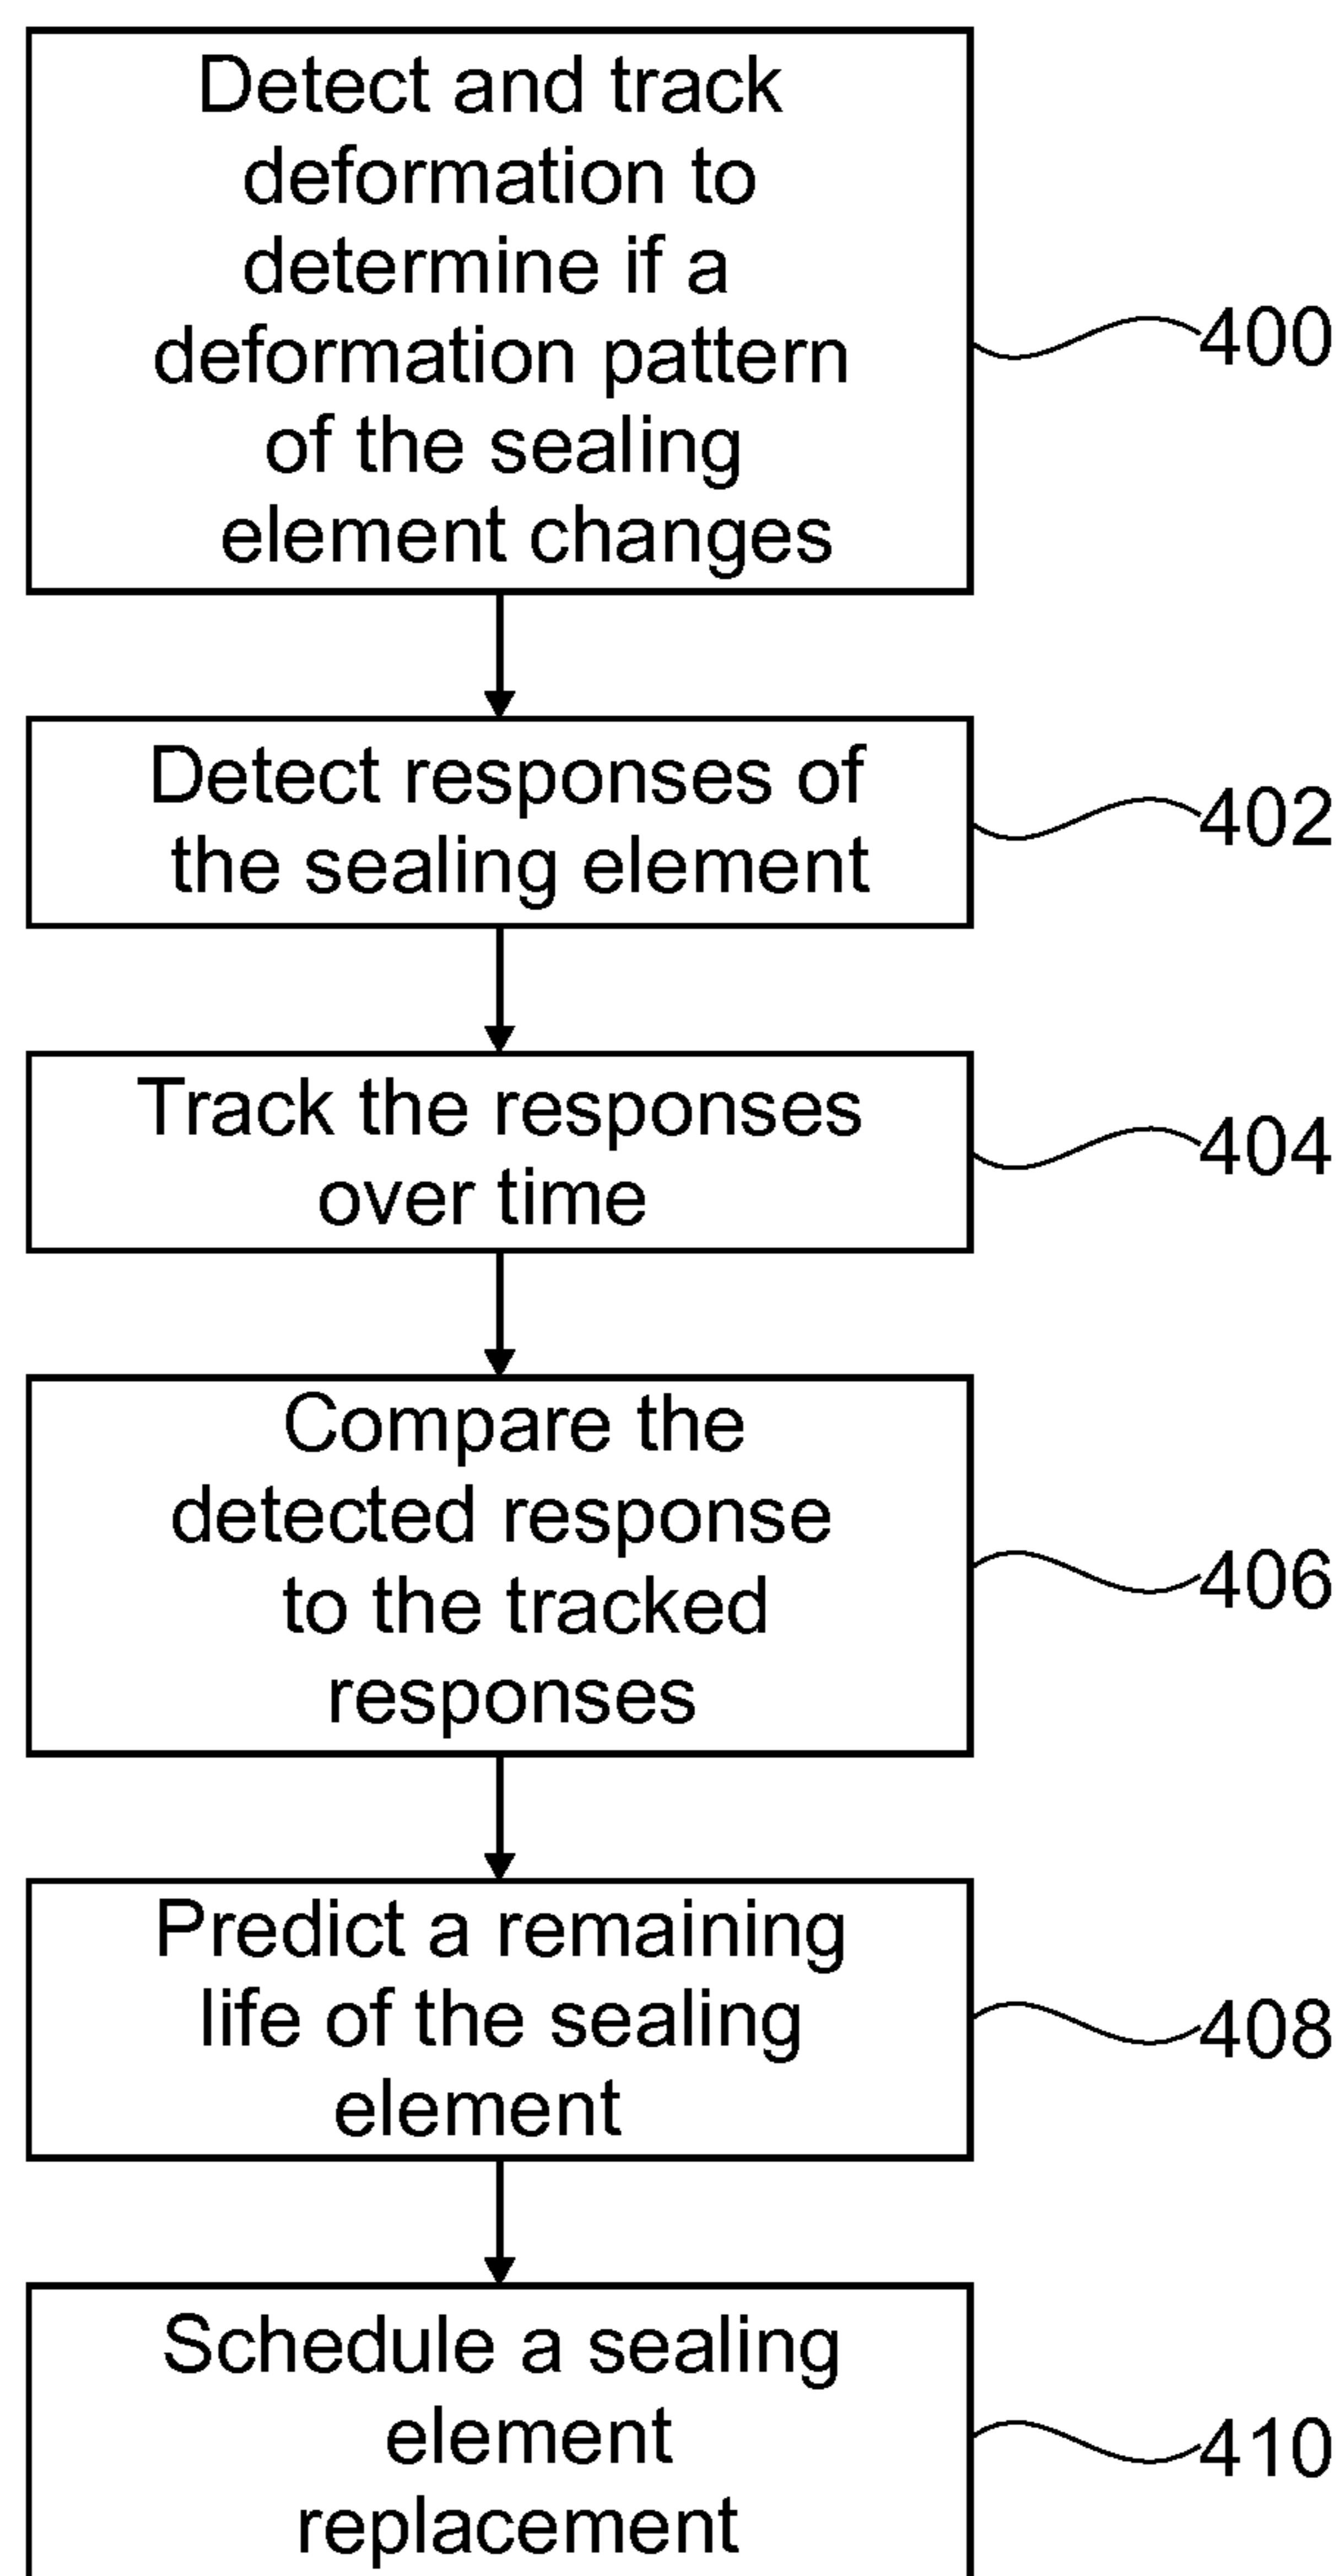 Detect and track
deformation to
determine if a
deformation pattern
of the sealing
element changes
400
Detect responses of
the sealing element
402
Track the responses
over time
404
Compare the
detected response
to the tracked
responses
406
Predict a remaining
life of the sealing
element
408
Schedule a sealing
element
replacement
410